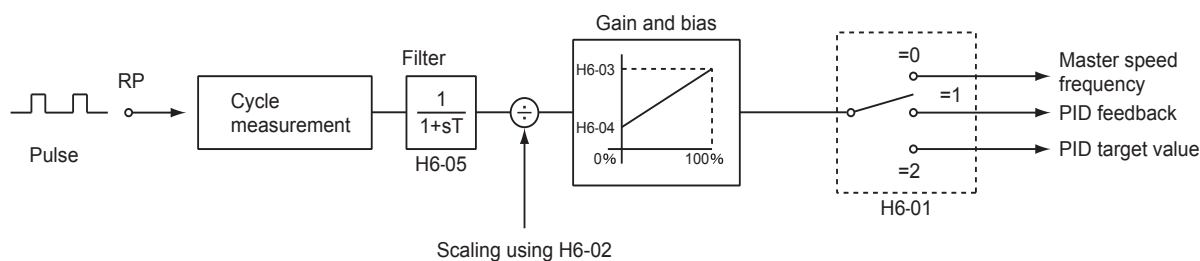 Gain and bias
Filter
RP
Pulse
Cycle
measurement
1
1+sT
H6-05
÷
Scaling using H6-02
H6-03
H6-04
0%
100%
=0
=1
=2
H6-01
Master speed
frequency
PID feedback
PID target value